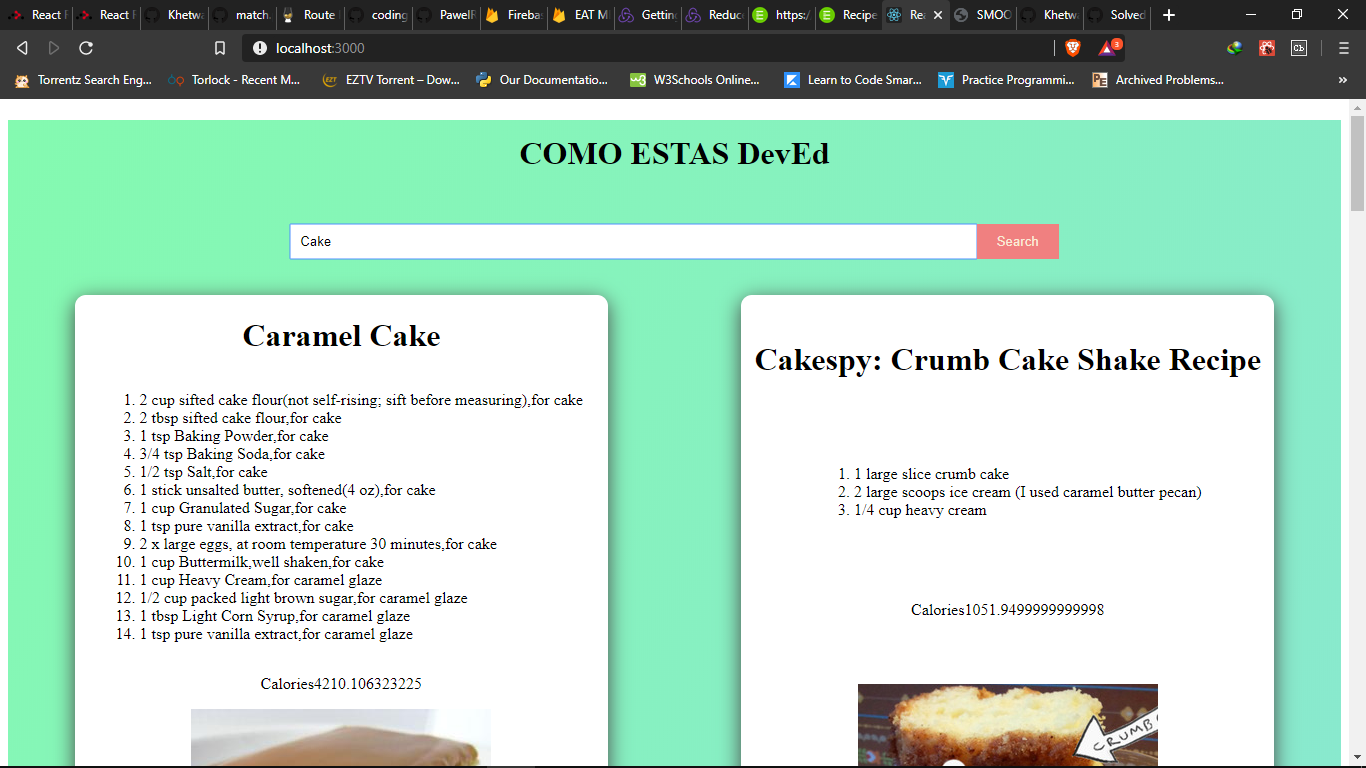 React F
React F
Khetwa
match.
Route
coding
PawelR
Firebas
EAT M
Getting
Reduc
https:/
Recipe
Rea
SMOO
Khetwa
Solved
localhost:3000
3
Cb
Torrentz Search Eng...
Torlock - Recent M...
EZT
EZTV Torrent – Dow...
Our Documentatio...
W3Schools Online...
Learn to Code Smar...
Practice Programmi...
PE
Archived Problems...
»
COMO ESTAS DevEd
Cake
Search
Caramel Cake
1. 2 cup sifted cake flour(not self-rising; sift before measuring),for cake
2. 2 tbsp sifted cake flour,for cake
3. 1 tsp Baking Powder,for cake
4. 3/4 tsp Baking Soda,for cake
5. 1/2 tsp Salt,for cake
6. 1 stick unsalted butter, softened(4 oz),for cake
7. 1 cup Granulated Sugar,for cake
8. 1 tsp pure vanilla extract,for cake
9. 2 x large eggs, at room temperature 30 minutes,for cake
10. 1 cup Buttermilk,well shaken,for cake
11. 1 cup Heavy Cream,for caramel glaze
12. 1/2 cup packed light brown sugar,for caramel glaze
13. 1 tbsp Light Corn Syrup,for caramel glaze
14. 1 tsp pure vanilla extract,for caramel glaze
Calories4210.106323225
Cakespy: Crumb Cake Shake Recipe
1. 1 large slice crumb cake
2. 2 large scoops ice cream (I used caramel butter pecan)
3. 1/4 cup heavy cream
Calories1051.9499999999998
CRUMB